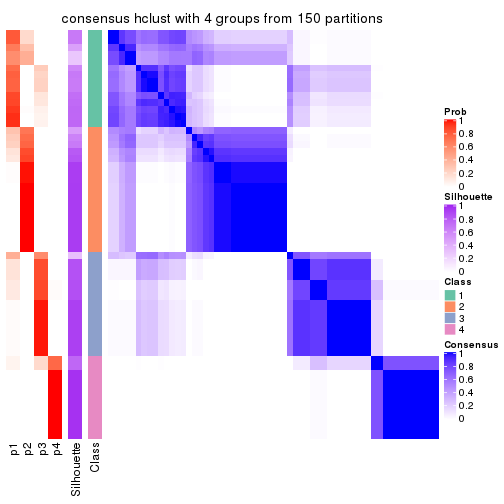 consensus hclust with 4 groups from 150 partitions
Prob
1
0.8
0.6
0.4
0.2
0
Silhouette
1
0.8
0.6
0.4
0.2
0
Class
1
2
3
4
Consensus
1
0.8
0.6
0.4
0.2
0
p1
p2
p3
p4
Silhouette
Class